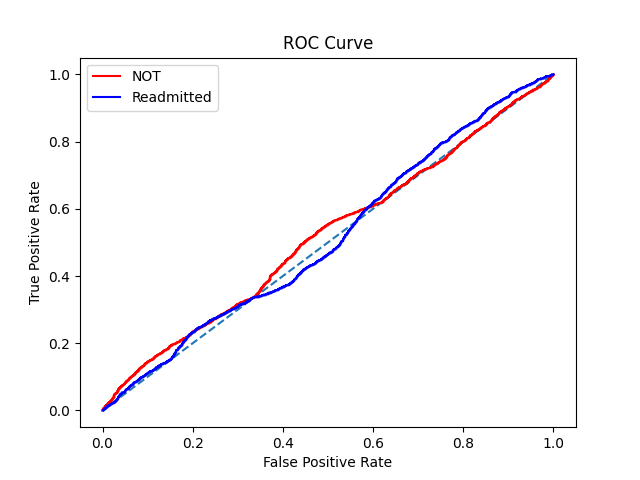 ROC Curve
NOT
Readmitted
True Positive Rate
1.0
0.8
0.6
0.4
0.2
0.0
0.0 0.2 0.4 0.6 0.8 1.0
False Positive Rate